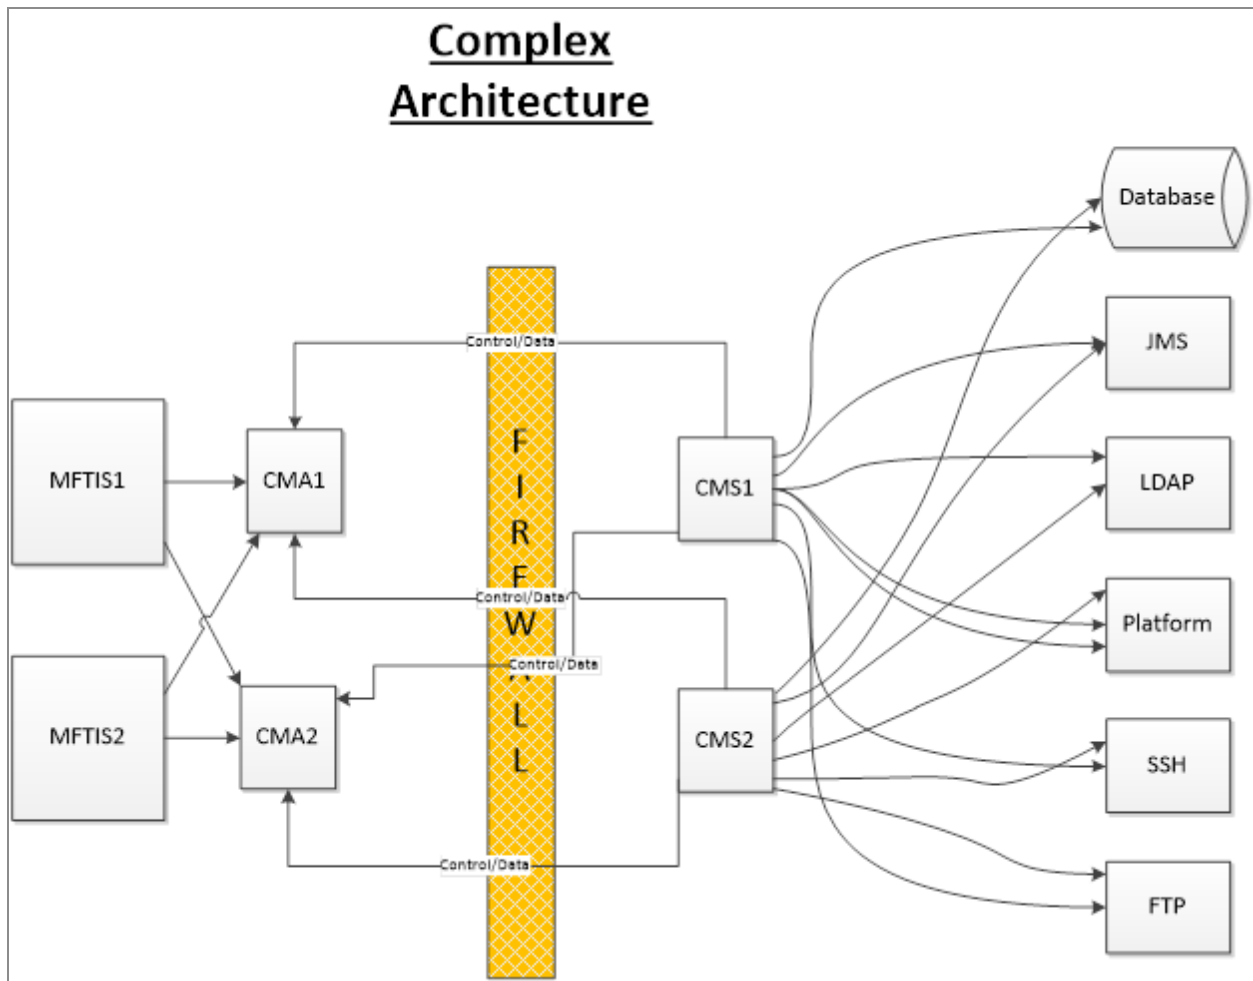 Complex
Architecture
Database
Control/Data
JMS
F
I
R
E
W
A
L
L
MFTIS1
CMA1
CMS1
LDAP
Control/Data
Platform
Control/Data
MFTIS2
CMA2
CMS2
SSH
Control/Data
FTP